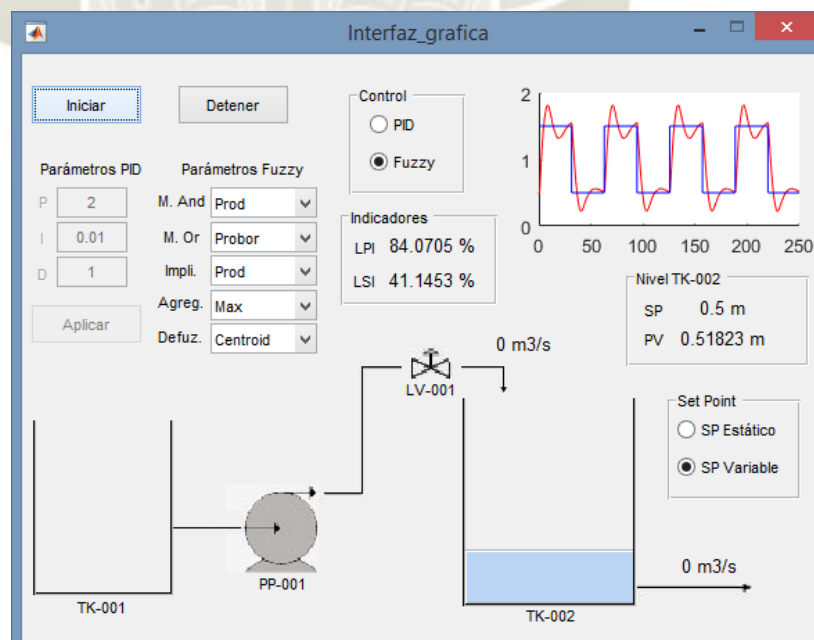 Interfaz_grafica
Iniciar
Detener
Control
PID
Fuzzy
Parámetros PID
P 2
I 0.01
D 1
Aplicar
Parámetros Fuzzy
M. And Prod
M. Or Probor
Impli. Prod
Agreg. Max
Defuz. Centroid
Indicadores
LPI 84.0705 %
LSI 41.1453 %
2
1
0
0 50 100 150 200 250
Nivel TK-002
SP 0.5 m
PV 0.51823 m
0 m3/s
LV-001
Set Point
SP Estático
SP Variable
0 m3/s
PP-001
TK-001
TK-002